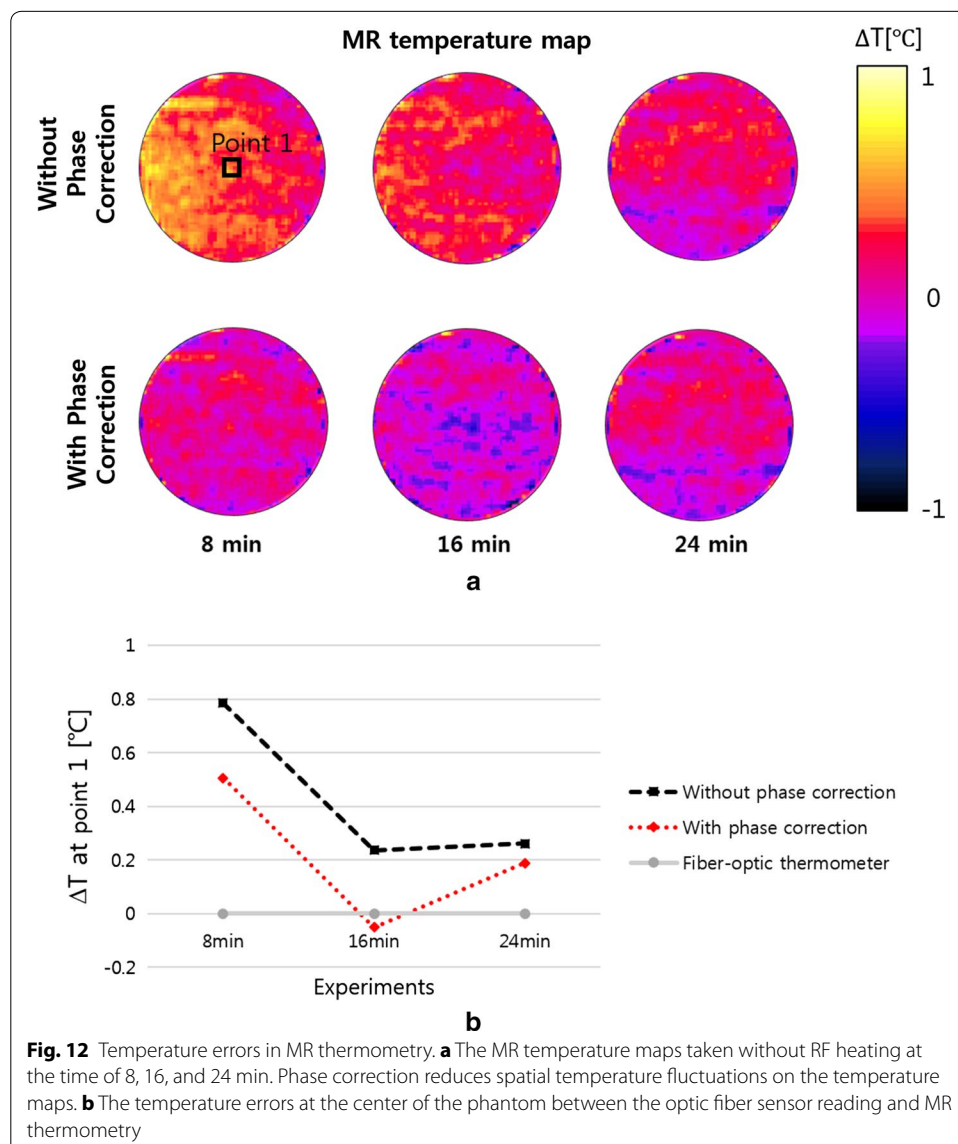 MR temperature map
ΔT[°C]
Without
Phase
Correction
Point 1
1
0
-1
With Phase
Correction
8 min
16 min
24 min
a
1
0.8
0.6
0.4
0.2
0
-0.2
ΔT at point 1 [℃]
8min
16min
24min
Experiments
Without phase correction
With phase correction
Fiber-optic thermometer
b
Fig. 12 Temperature errors in MR thermometry. a The MR temperature maps taken without RF heating at
the time of 8, 16, and 24 min. Phase correction reduces spatial temperature fluctuations on the temperature
maps. b The temperature errors at the center of the phantom between the optic fiber sensor reading and MR
thermometry